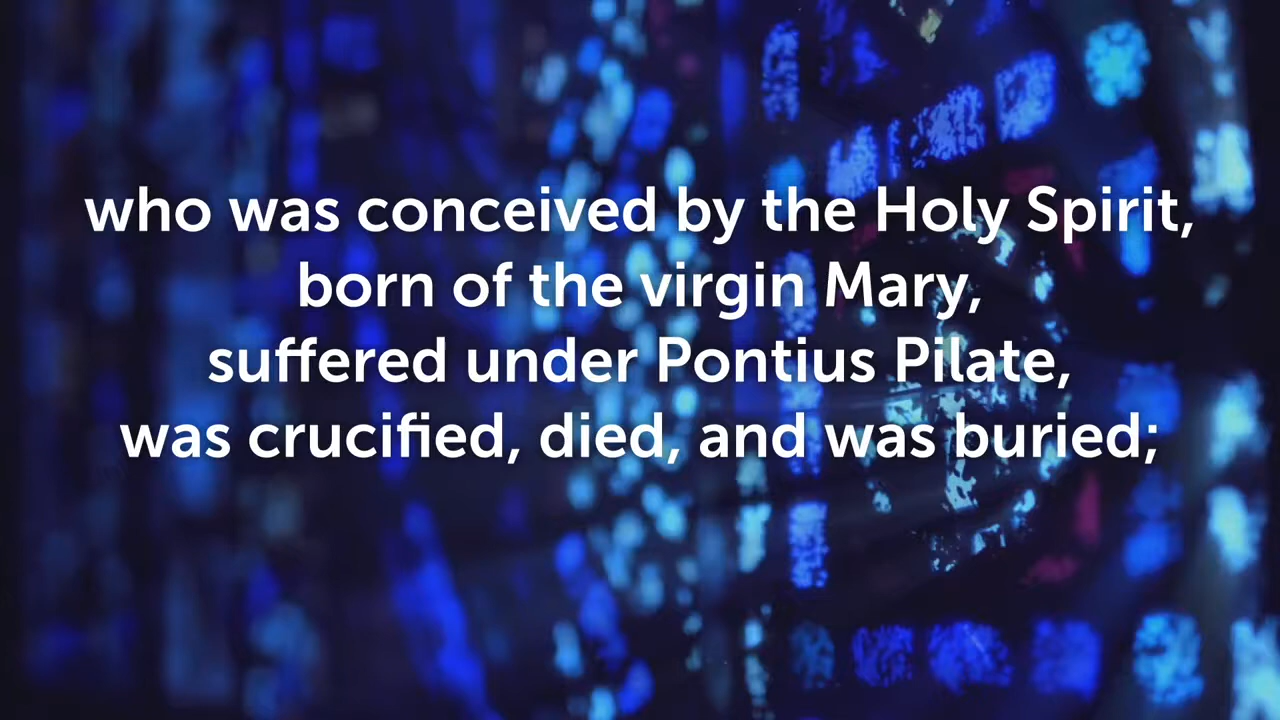 who was conceived by the Holy Spirit,
born of the virgin Mary,
suffered under Pontius Pilate,
was crucified, died, and was buried;